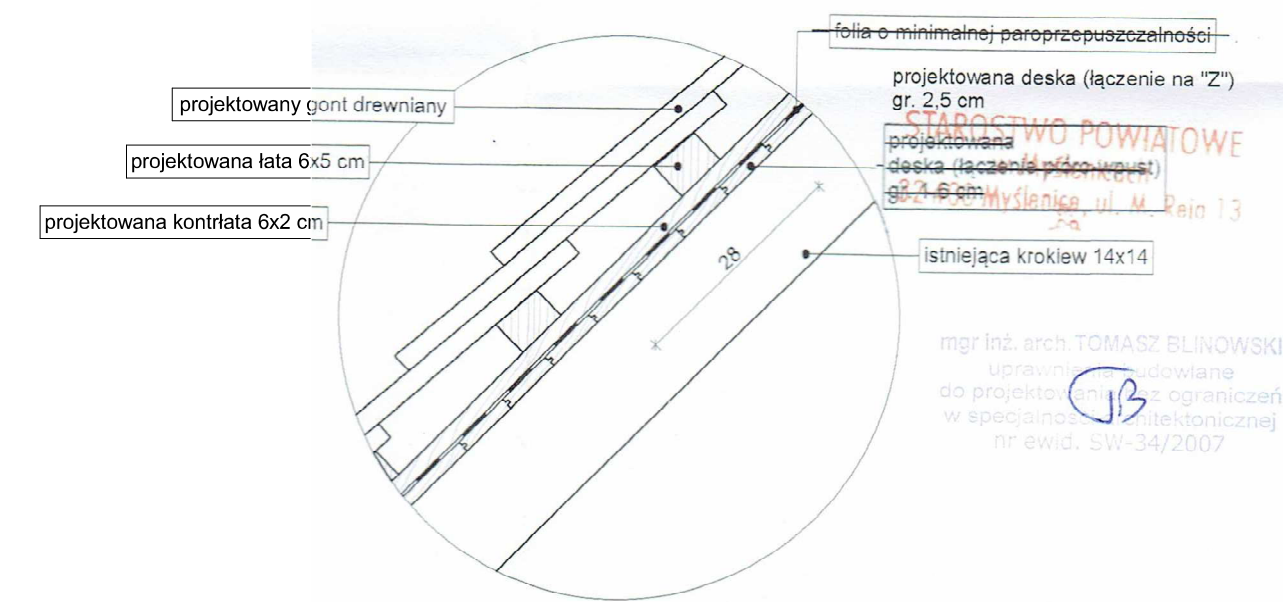 folia o minimalnej paroprzepuszczalności
projektowana deska (łączenie na "Z")
gr. 2,5 cm
projektowany gont drewniany
STAROSTWO POWIATOWE
projektowana
deska (łączenie pióro-wpust)
gr. 1,6 cm
Myślenice, ul. M. Reja 13
projektowana łata 6x5 cm
projektowana kontrłata 6x2 cm
istniejąca krokiew 14x14
28
mgr inż. arch. TOMASZ BLINOWSKI
uprawnienia budowlane
do projektowania bez ograniczeń
w specjalności architektonicznej
nr ewid. SW-34/2007